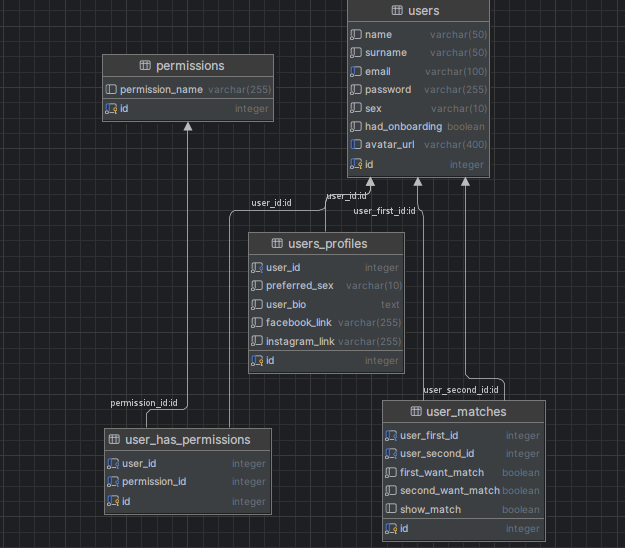 users
name varchar(50)
surname varchar(50)
email varchar(100)
password varchar(255)
sex varchar(10)
had_onboarding boolean
avatar_url varchar(400)
id integer
permissions
permission_name varchar(255)
id integer
user_id:id
user_id:id
user_first_id:id
users_profiles
user_id integer
preferred_sex varchar(10)
user_bio text
facebook_link varchar(255)
instagram_link varchar(255)
id integer
permission_id:id
user_second_id:id
user_has_permissions
user_id integer
permission_id integer
id integer
user_matches
user_first_id integer
user_second_id integer
first_want_match boolean
second_want_match boolean
show_match boolean
id integer